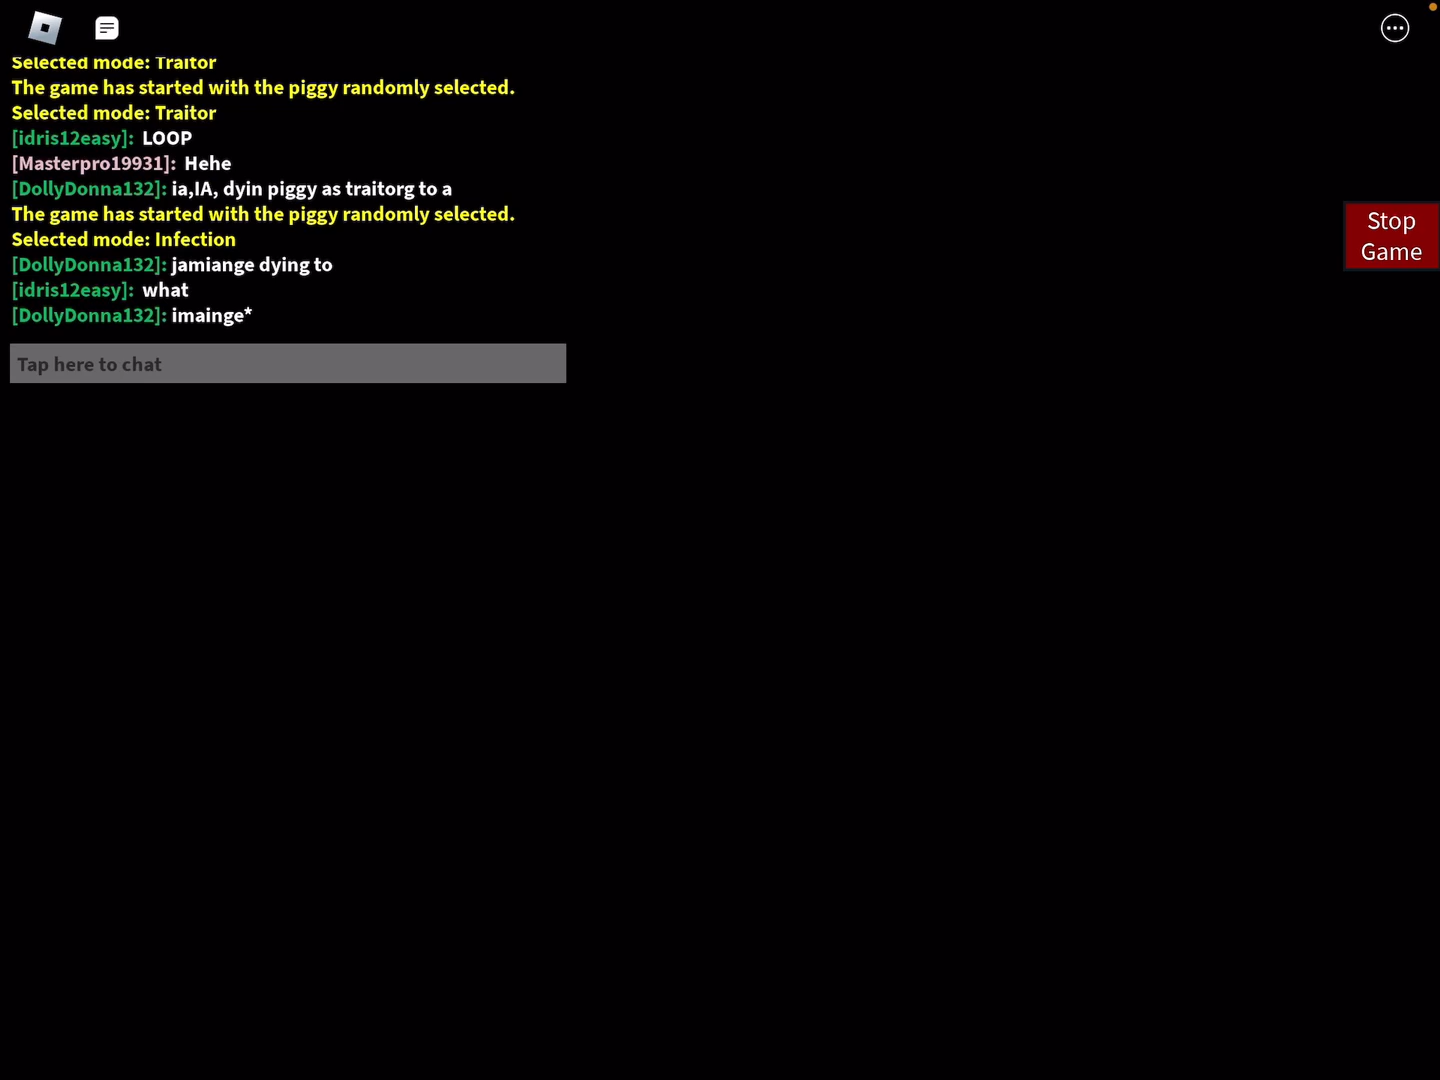 Selected mode: Traitor
The game has started with the piggy randomly selected.
Selected mode: Traitor
[idris12easy]: LOOP
[Masterpro19931]: Hehe
[DollyDonna132]: ia,IA, dyin piggy as traitorg to a
The game has started with the piggy randomly selected.
Selected mode: Infection
[DollyDonna132]: jamiange dying to
[idris12easy]: what
[DollyDonna132]: imainge*
Tap here to chat
Stop
Game